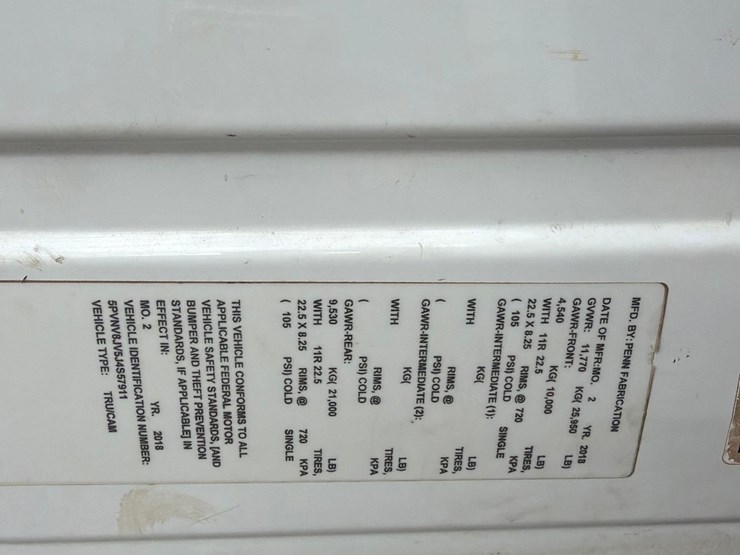 MFD. BY: PENN FABRICATION
DATE OF MFR:MO. 2 YR. 2018
GVWR: 11,770 KG( 25,950 LB)
GAWR-FRONT:
4,540 KG( 10,000 LB)
WITH 11R 22.5 TIRES,
22.5 X 8.25 RIMS, @ 720 KPA
( 105 PSI) COLD SINGLE
GAWR-INTERMEDIATE (1):
KG( LB)
WITH TIRES,
RIMS, @ KPA
( PSI) COLD
GAWR-INTERMEDIATE (2):
KG( LB)
WITH TIRES,
RIMS, @ KPA
( PSI) COLD
GAWR-REAR:
9,530 KG( 21,000 LB)
WITH 11R 22.5 TIRES,
22.5 X 8.25 RIMS, @ 720 KPA
( 105 PSI) COLD SINGLE
THIS VEHICLE CONFORMS TO ALL
APPLICABLE FEDERAL MOTOR
VEHICLE SAFETY STANDARDS, [AND
BUMPER AND THEFT PREVENTION
STANDARDS, IF APPLICABLE] IN
EFFECT IN:
MO. 2 YR. 2018
VEHICLE IDENTIFICATION NUMBER:
5PVNV8JV5J4S57911
VEHICLE TYPE: TRU/CAM